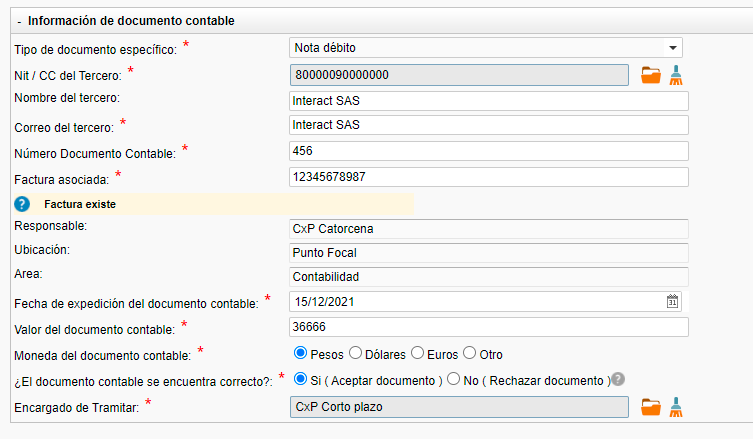 - Información de documento contable
Tipo de documento específico: * Nota débito
Nit / CC del Tercero: * 80000090000000
Nombre del tercero: Interact SAS
Correo del tercero: * Interact SAS
Número Documento Contable: * 456
Factura asociada: * 12345678987
? Factura existe
Responsable: CxP Catorcena
Ubicación: Punto Focal
Area: Contabilidad
Fecha de expedición del documento contable: * 15/12/2021
Valor del documento contable: * 36666
Moneda del documento contable: * Pesos Dólares Euros Otro
¿El documento contable se encuentra correcto?: * Si ( Aceptar documento ) No ( Rechazar documento ) ?
Encargado de Tramitar: * CxP Corto plazo